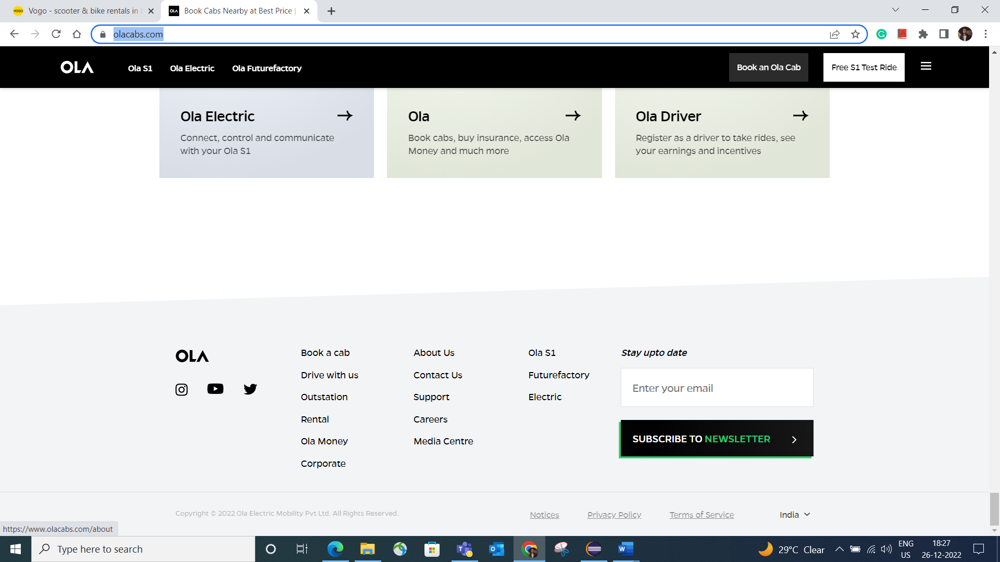 Vogo - scooter & bike rentals in
Book Cabs Nearby at Best Price |
olacabs.com
OLA
Ola S1
Ola Electric
Ola Futurefactory
Book an Ola Cab
Free S1 Test Ride
Ola Electric
Connect, control and communicate
with your Ola S1
Ola
Book cabs, buy insurance, access Ola
Money and much more
Ola Driver
Register as a driver to take rides, see
your earnings and incentives
OLA
Book a cab
Drive with us
Outstation
Rental
Ola Money
Corporate
About Us
Contact Us
Support
Careers
Media Centre
Ola S1
Futurefactory
Electric
Stay upto date
Enter your email
SUBSCRIBE TO NEWSLETTER
Copyright © 2022 Ola Electric Mobility Pvt Ltd. All Rights Reserved.
Notices
Privacy Policy
Terms of Service
India
https://www.olacabs.com/about
Type here to search
29°C Clear
ENG
US
18:27
26-12-2022